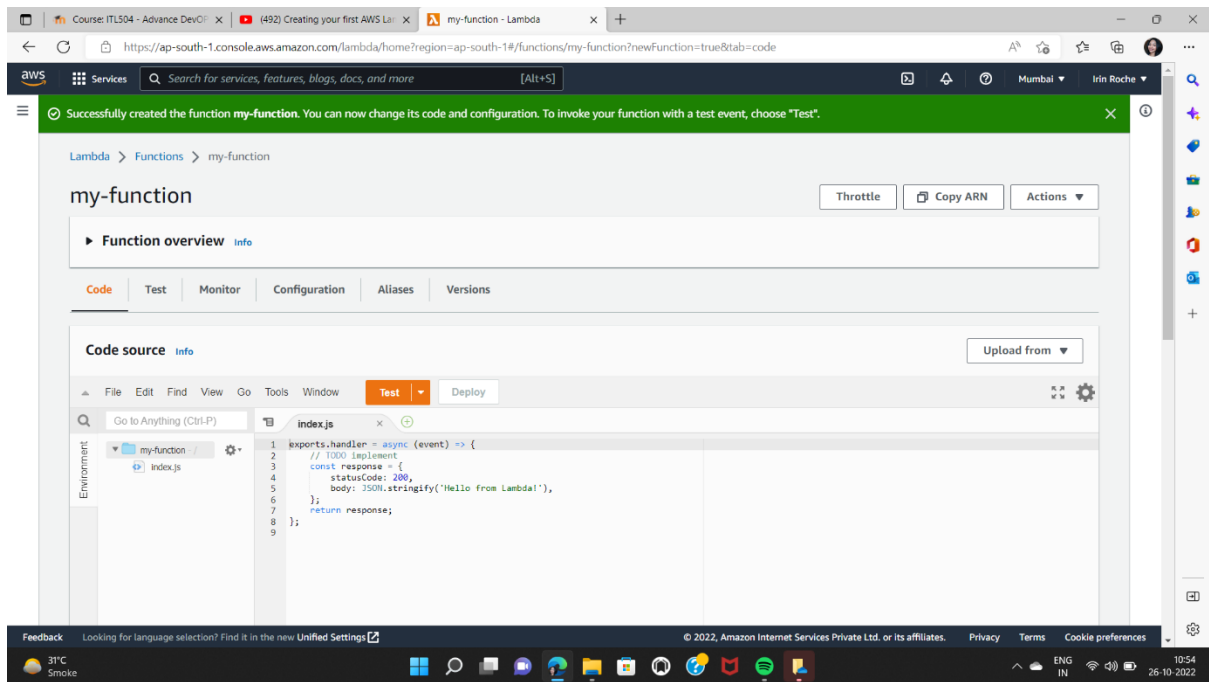 Course: ITL504 - Advance DevOP
(492) Creating your first AWS Lar
my-function - Lambda
https://ap-south-1.console.aws.amazon.com/lambda/home?region=ap-south-1#/functions/my-function?newFunction=true&tab=code
aws
Services
Search for services, features, blogs, docs, and more
[Alt+S]
Mumbai
Irin Roche
Successfully created the function my-function. You can now change its code and configuration. To invoke your function with a test event, choose "Test".
Lambda > Functions > my-function
my-function
Throttle
Copy ARN
Actions
Function overview Info
Code
Test
Monitor
Configuration
Aliases
Versions
Code source Info
Upload from
File Edit Find View Go Tools Window
Test
Deploy
Go to Anything (Ctrl-P)
index.js
Environment
my-function - /
index.js
1 exports.handler = async (event) => {
2 // TODO implement
3 const response = {
4 statusCode: 200,
5 body: JSON.stringify('Hello from Lambda!'),
6 };
7 return response;
8 };
9
Feedback
Looking for language selection? Find it in the new Unified Settings
© 2022, Amazon Internet Services Private Ltd. or its affiliates.
Privacy
Terms
Cookie preferences
31°C
Smoke
ENG
IN
10:54
26-10-2022